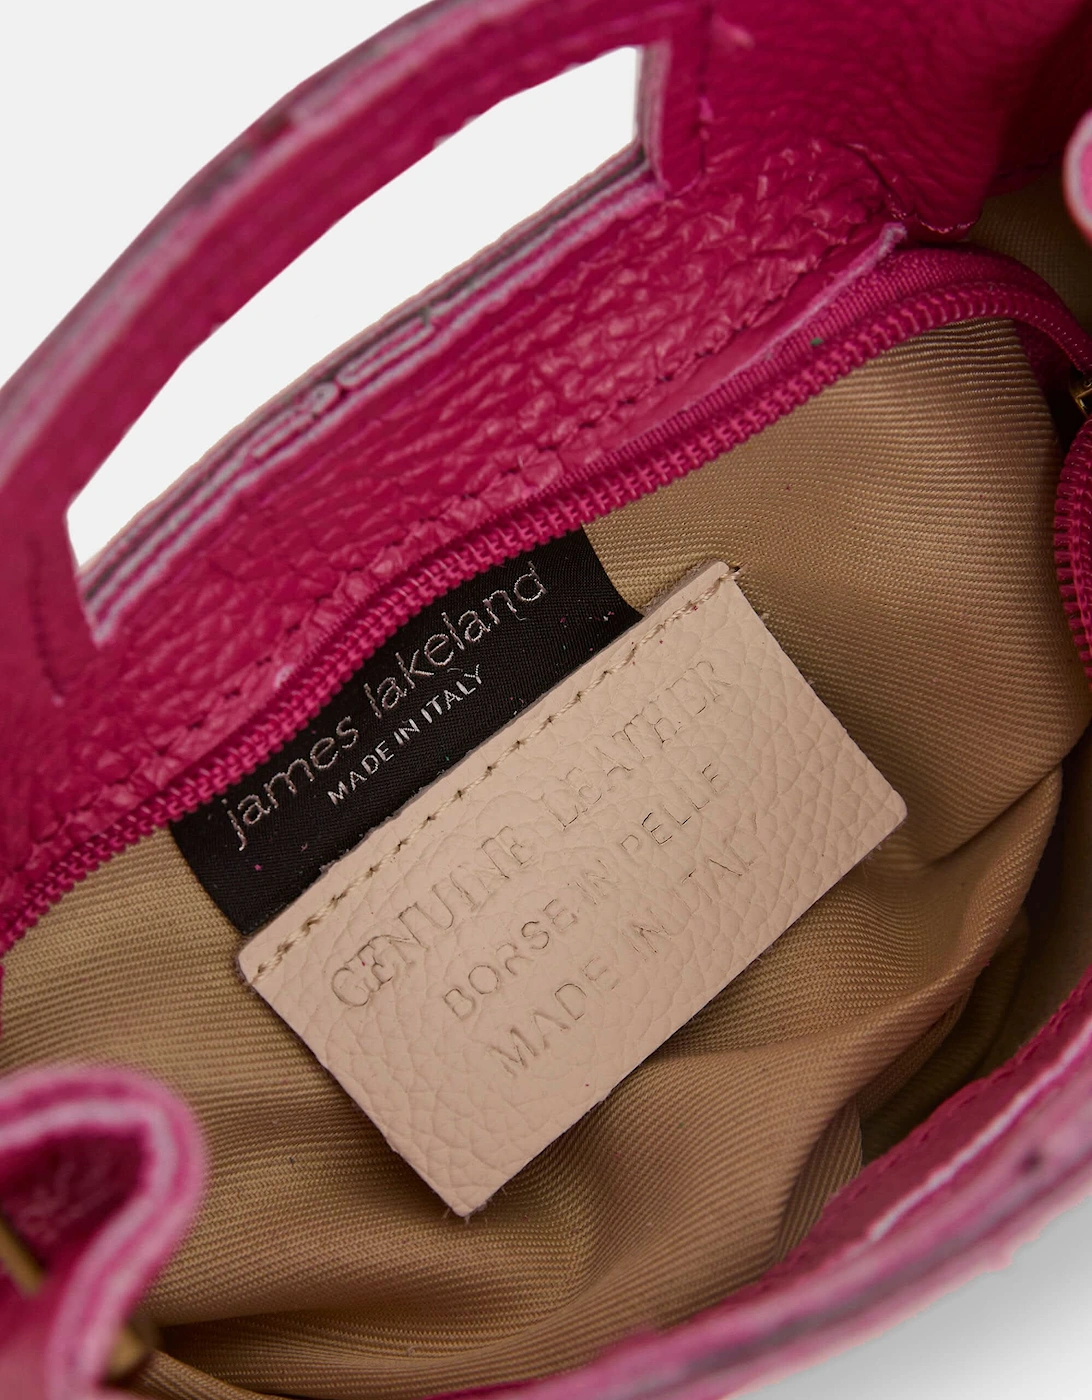 james lakeland
MADE IN ITALY
GENUINE LEATHER
BORSE IN PELLE
MADE IN ITALY